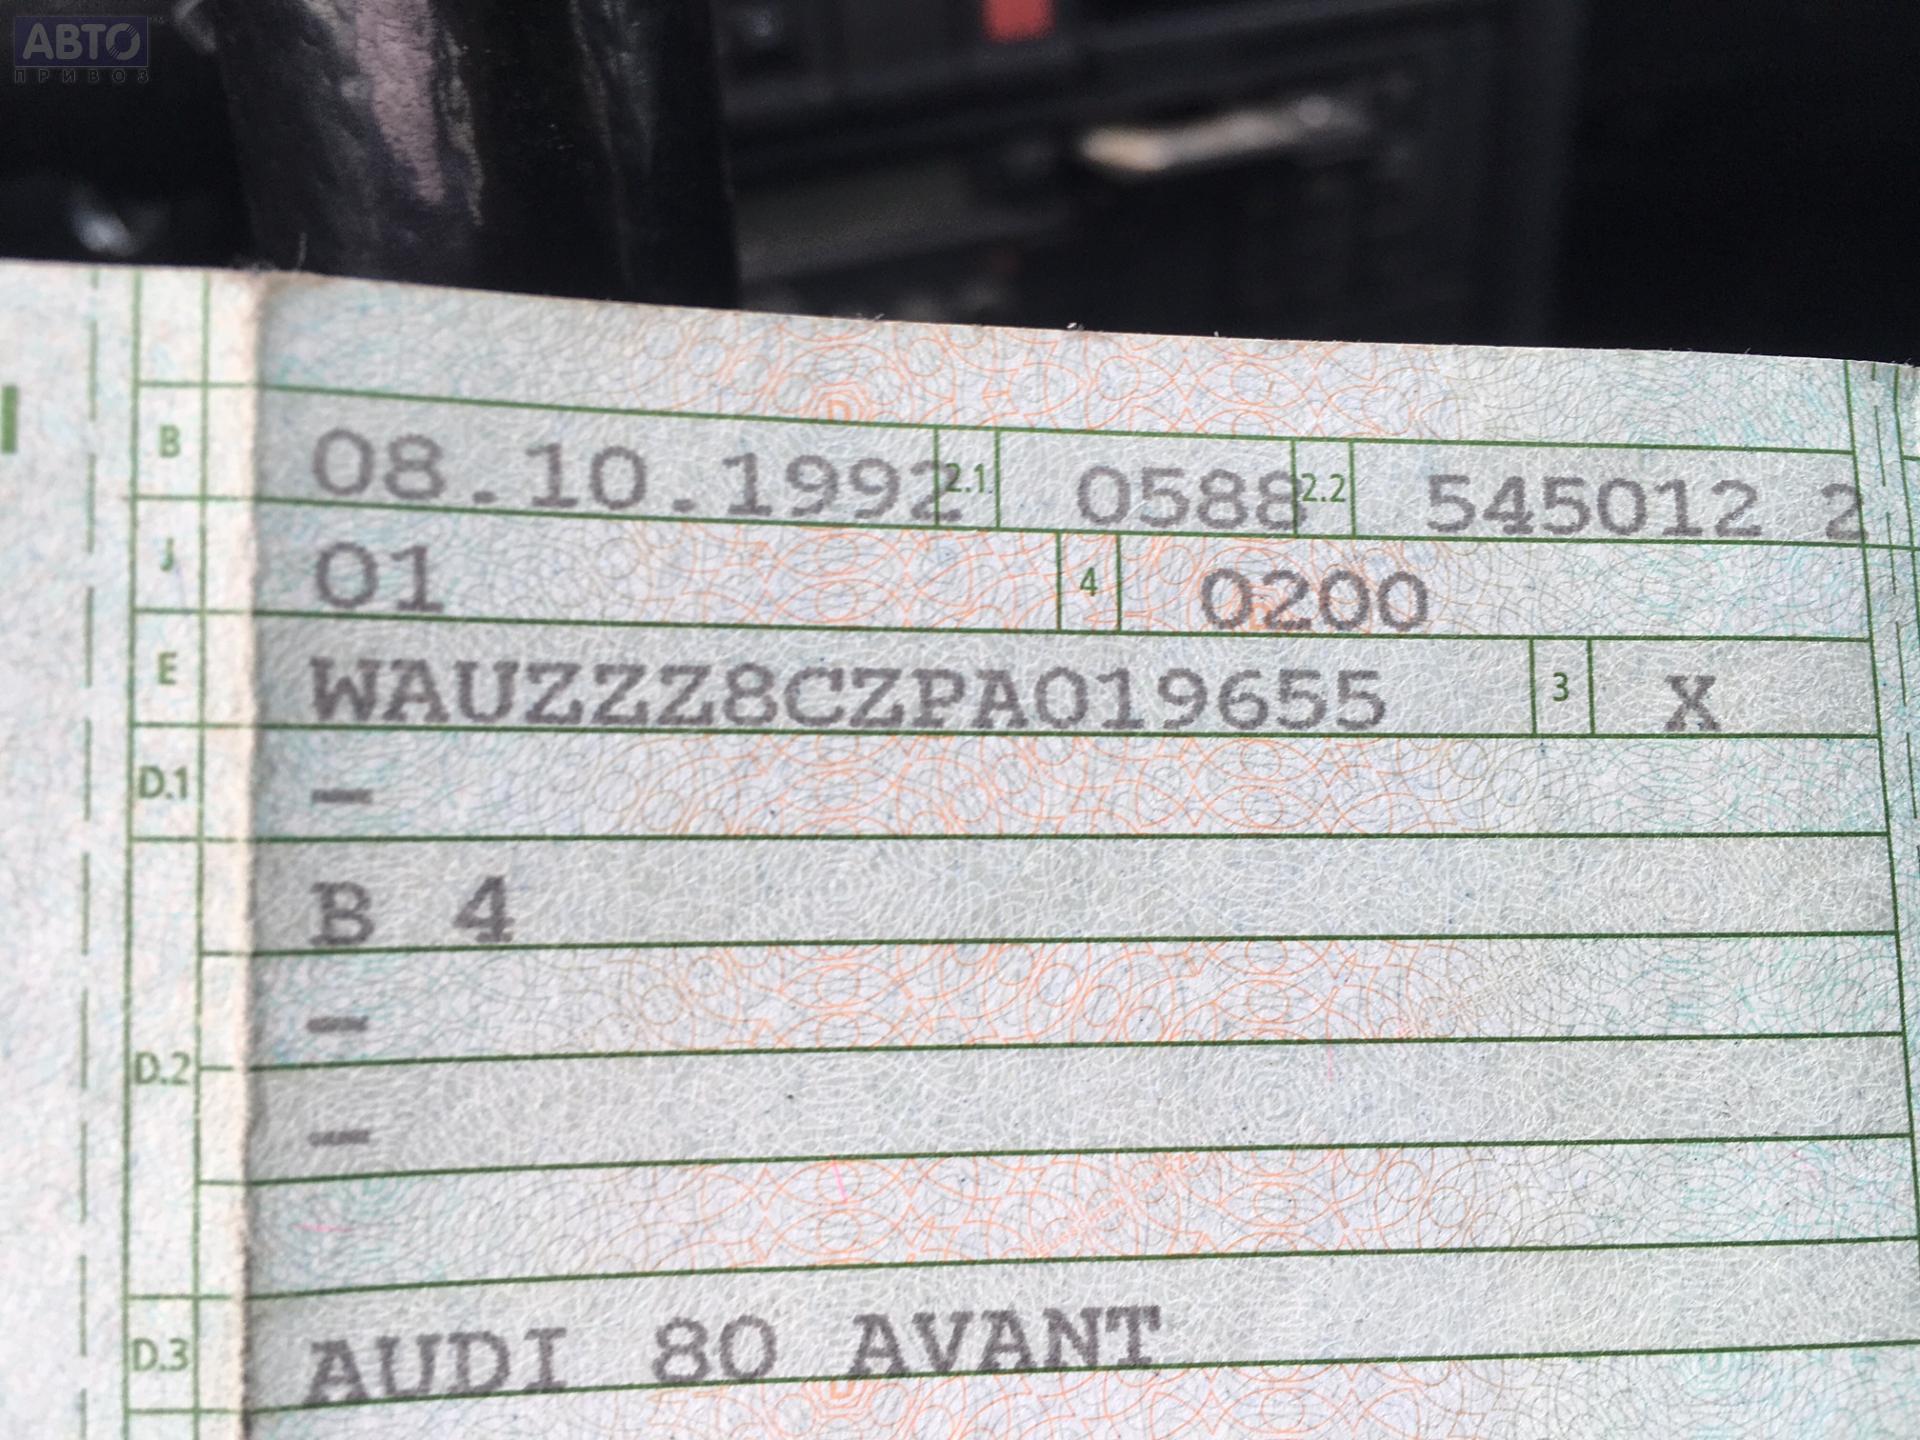 АВТО
ПРИВОЗ
B 08.10.1992 2.1 0588 2.2 545012 2
J 01 4 0200
E WAUZZZ8CZPA019655 3 X
D.1 –
B 4
–
D.2
–
D.3 AUDI 80 AVANT